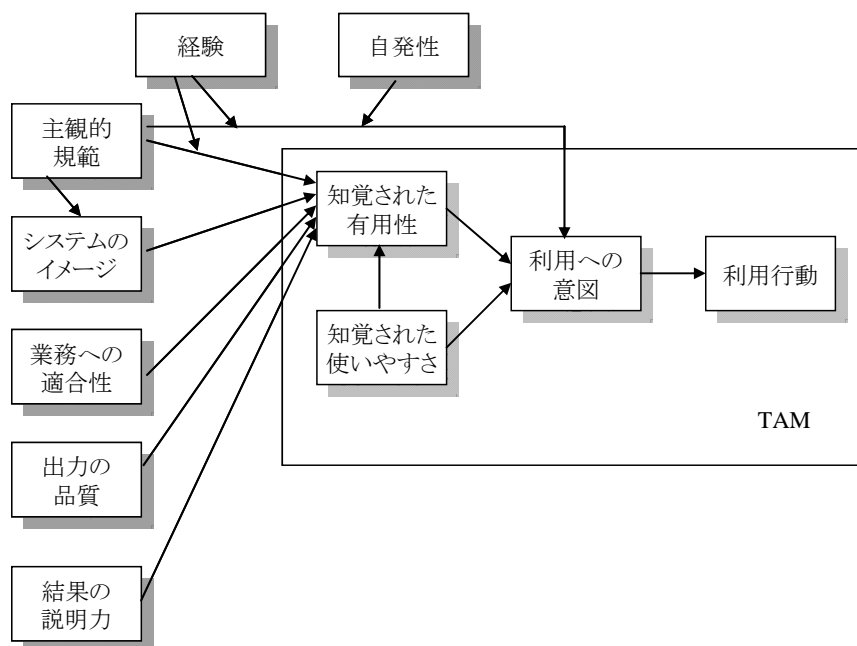 経験
自発性
主観的
規範
知覚された
有用性
システムの
イメージ
利用への
意図
利用行動
知覚された
使いやすさ
業務への
適合性
TAM
出力の
品質
結果の
説明力